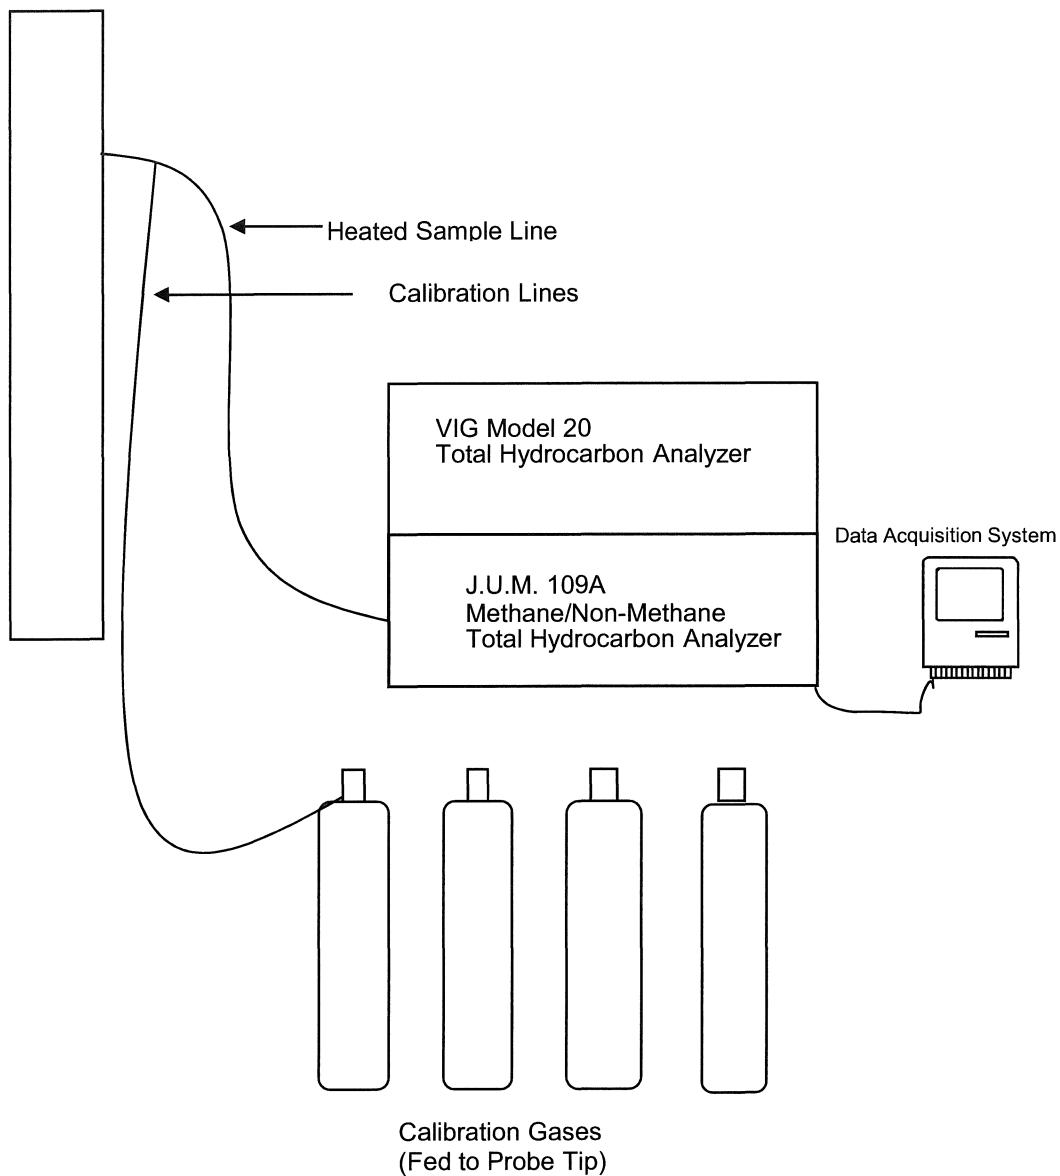 Heated Sample Line
Calibration Lines
VIG Model 20
Total Hydrocarbon Analyzer
Data Acquisition System
J.U.M. 109A
Methane/Non-Methane
Total Hydrocarbon Analyzer
Calibration Gases
(Fed to Probe Tip)